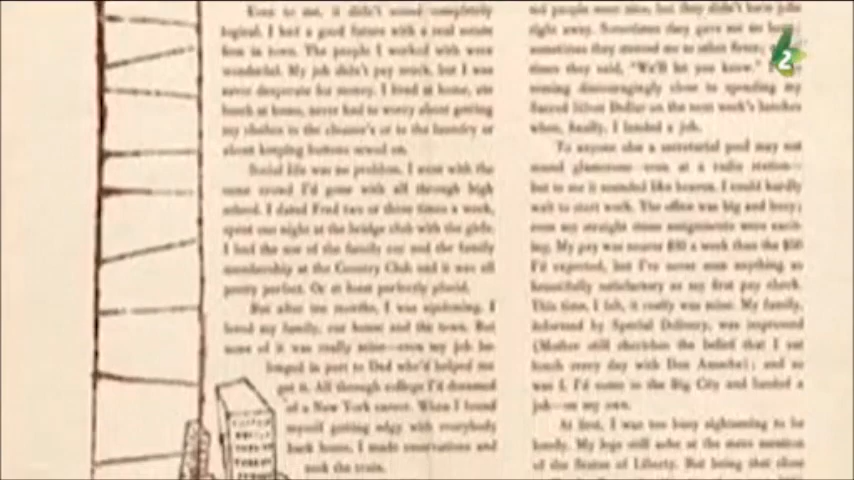 Even to me, it didn't sound completely
logical. I had a good future with a real estate
firm in town. The people I worked with were
wonderful. My job didn't pay much, but I was
never desperate for money. I lived at home, ate
lunch at home, never had to worry about getting
my clothes to the cleaner's or to the laundry or
about keeping buttons sewed on.
Social life was no problem. I went with the
same crowd I'd gone with all through high
school. I dated Fred two or three times a week,
spent one night at the bridge club with the girls.
I had the use of the family car and the family
membership at the Country Club and it was all
pretty perfect. Or at least perfectly placid.
But after ten months, I was squirming. I
loved my family, our house and the town. But
none of it was really mine—even my job be-
longed in part to Dad who'd helped me
get it. All through college I'd dreamed
of a New York career. When I found
myself getting edgy with everybody
back home, I made reservations and
took the train.
ned people were nice, but they didn't have jobs
right away. Sometimes they gave me
sometimes they steered me to other firms;
times they said, "We'll let you know."
coming discouragingly close to spending my
Sacred Silver Dollar on the next week's lunches
when, finally, I landed a job.
To anyone else a secretarial pool may not
sound glamorous—even at a radio station—
but to me it sounded like heaven. I could hardly
wait to start work. The office was big and busy;
even my straight steno assignments were excit-
ing. My pay was nearer $30 a week than the $50
I'd expected, but I've never seen anything so
beautifully satisfactory as my first pay check.
This time, I felt, it really was mine. My family,
informed by Special Delivery, was impressed
(Mother still cherishes the belief that I eat
lunch every day with Don Ameche); and so
was I. I'd come to the Big City and landed a
job—on my own.
At first, I was too busy sightseeing to be
lonely. My legs still ache at the mere mention
of the Statue of Liberty. But being that close
2